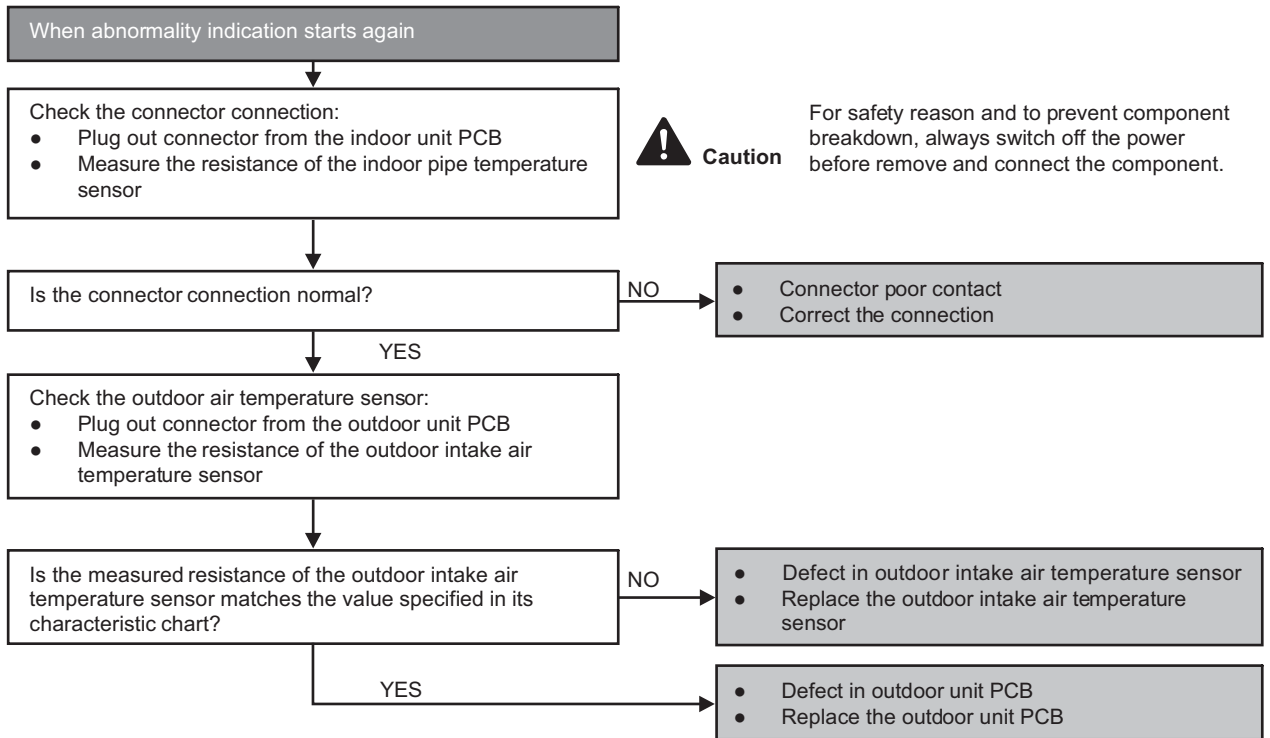 When abnormality indication starts again
Check the connector connection:
● Plug out connector from the indoor unit PCB
● Measure the resistance of the indoor pipe temperature
sensor
Caution
For safety reason and to prevent component
breakdown, always switch off the power
before remove and connect the component.
Is the connector connection normal?
NO
● Connector poor contact
● Correct the connection
YES
Check the outdoor air temperature sensor:
● Plug out connector from the outdoor unit PCB
● Measure the resistance of the outdoor intake air
temperature sensor
Is the measured resistance of the outdoor intake air
temperature sensor matches the value specified in its
characteristic chart?
NO
● Defect in outdoor intake air temperature sensor
● Replace the outdoor intake air temperature
sensor
YES
● Defect in outdoor unit PCB
● Replace the outdoor unit PCB